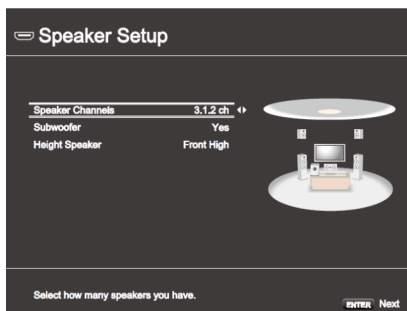 Speaker Setup
Speaker Channels 3.1.2 ch
Subwoofer Yes
Height Speaker Front High
Select how many speakers you have.
ENTER Next